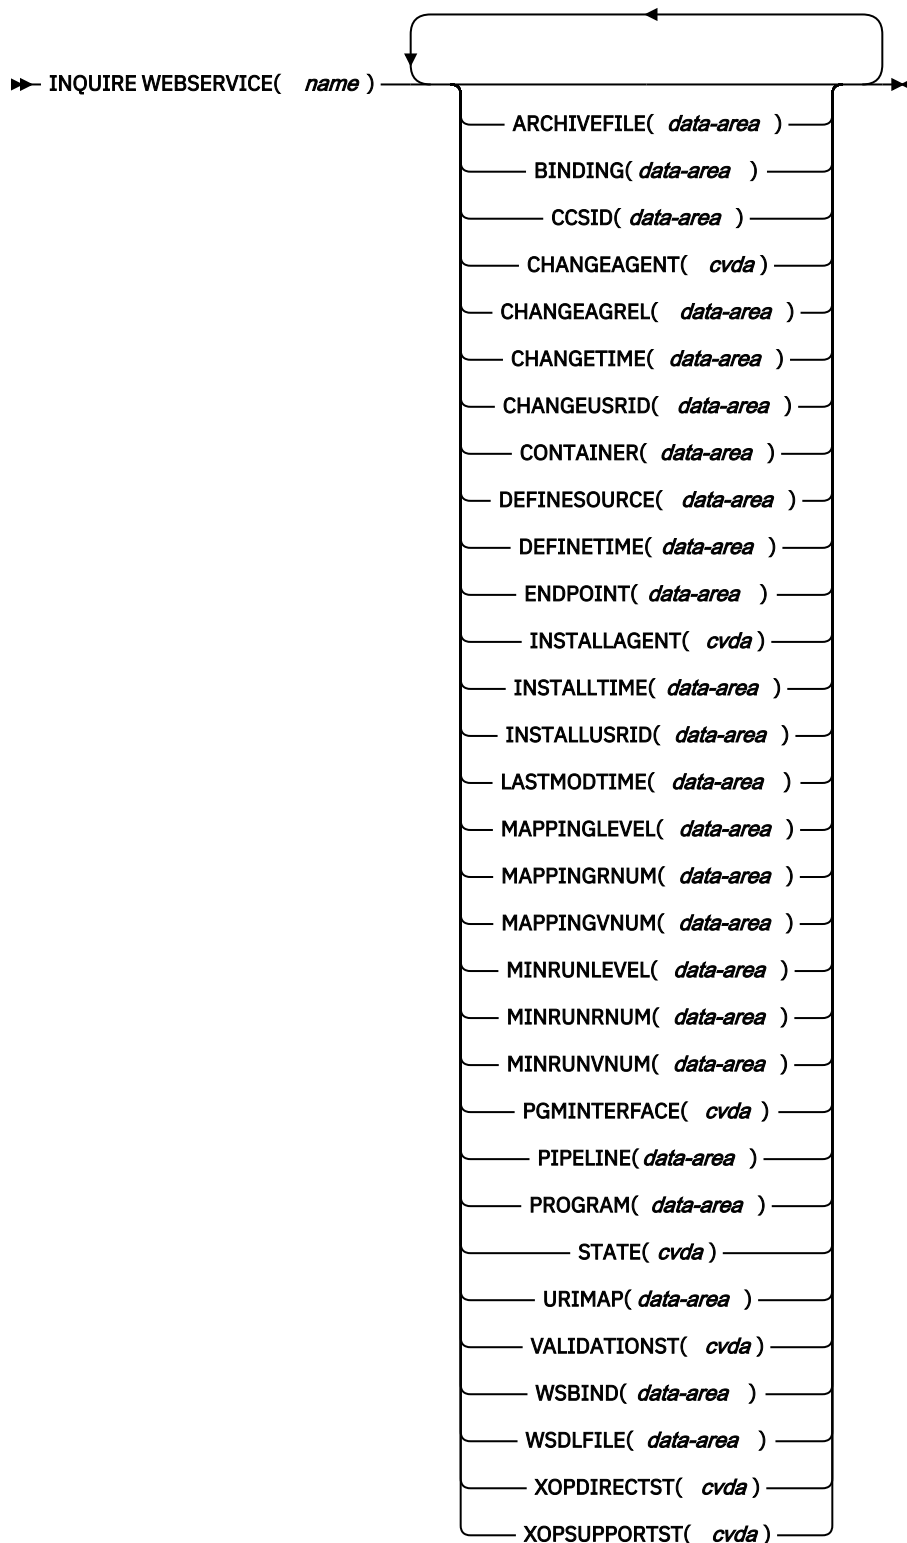 INQUIRE WEBSERVICE( name )
ARCHIVEFILE( data-area )
BINDING( data-area )
CCSID( data-area )
CHANGEAGENT( cvda )
CHANGEAGREL( data-area )
CHANGETIME( data-area )
CHANGEUSRID( data-area )
CONTAINER( data-area )
DEFINESOURCE( data-area )
DEFINETIME( data-area )
ENDPOINT( data-area )
INSTALLAGENT( cvda )
INSTALLTIME( data-area )
INSTALLUSRID( data-area )
LASTMODTIME( data-area )
MAPPINGLEVEL( data-area )
MAPPINGRNUM( data-area )
MAPPINGVNUM( data-area )
MINRUNLEVEL( data-area )
MINRUNRNUM( data-area )
MINRUNVNUM( data-area )
PGMINTERFACE( cvda )
PIPELINE( data-area )
PROGRAM( data-area )
STATE( cvda )
URIMAP( data-area )
VALIDATIONST( cvda )
WSBIND( data-area )
WSDLFILE( data-area )
XOPDIRECTST( cvda )
XOPSUPPORTST( cvda )